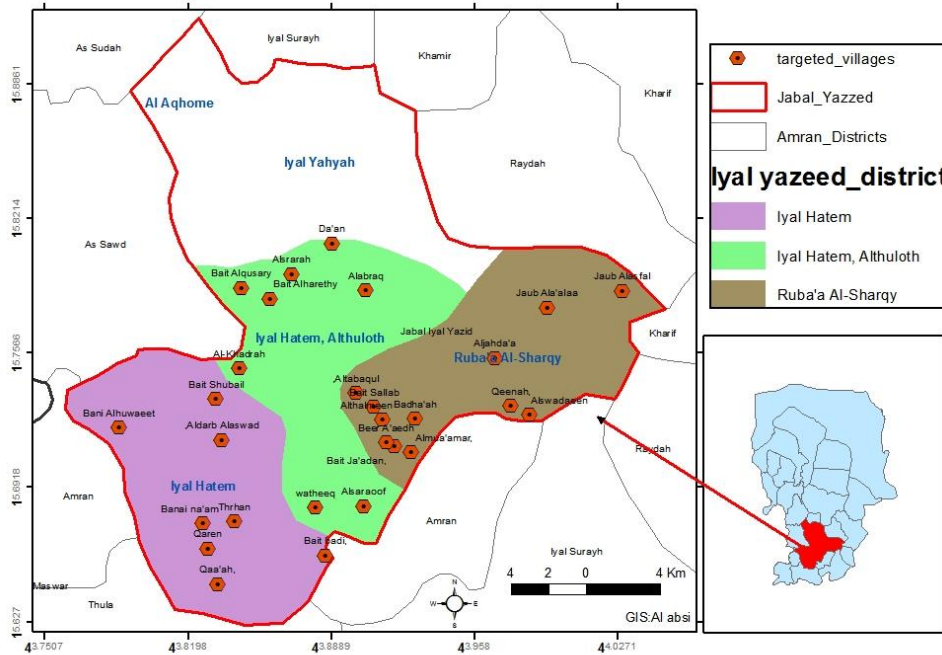 As Sudah
Iyal Surayh
Khamir
Kharif
Al Aqhome
Iyal Yahyah
Raydah
As Sawd
Da'an
Alsrarah
Bait Alqusary
Bait Alharethy
Alabraq
Jaub Alasfal
Jaub Ala'alaa
Iyal Hatem, Althuloth
Jabal Iyal Yazid
Kharif
Aljahda'a
Ruba'a Al-Sharqy
Al-Khadrah
Altabaqul
Bait Shubail
Bait Sallab
Qeenah,
Alswadaeen
Bani Alhuwaeet
Badha'ah
Aldarb Alaswad
Beer A'aedh
Almua'amar,
Bait Ja'adan,
Raydah
Iyal Hatem
Amran
watheeq
Alsaraoof
Banai na'am
Thrhan
Amran
Qaren
Iyal Surayh
Qaa'ah,
Maswar
Thula
N
W
E
S
4
0
4 Km
GIS:Al absi
15.8861
15.8214
15.7566
15.6918
15.627
43.7507
43.8198
43.8889
43.958
44.0271
targeted_villages
Jabal_Yazzed
Amran_Districts
Iyal yazeed_district
Iyal Hatem
Iyal Hatem, Althuloth
Ruba'a Al-Sharqy